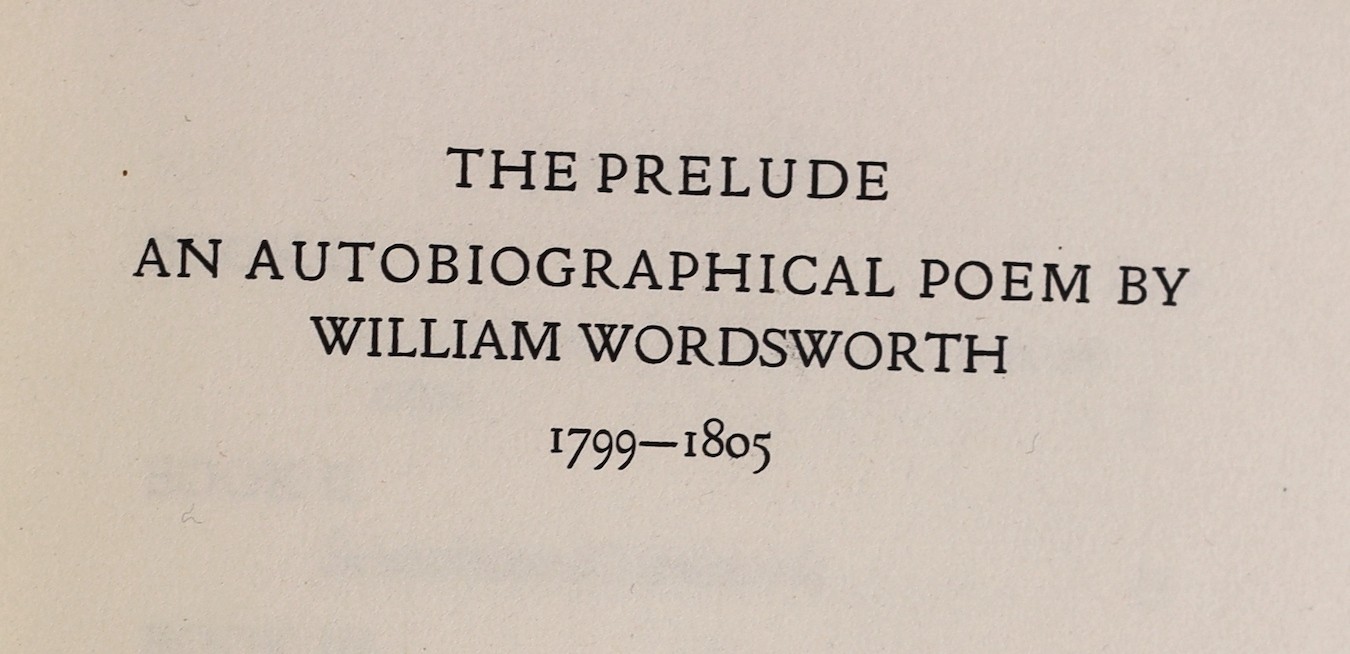 THE PRELUDE
AN AUTOBIOGRAPHICAL POEM BY
WILLIAM WORDSWORTH
1799—1805